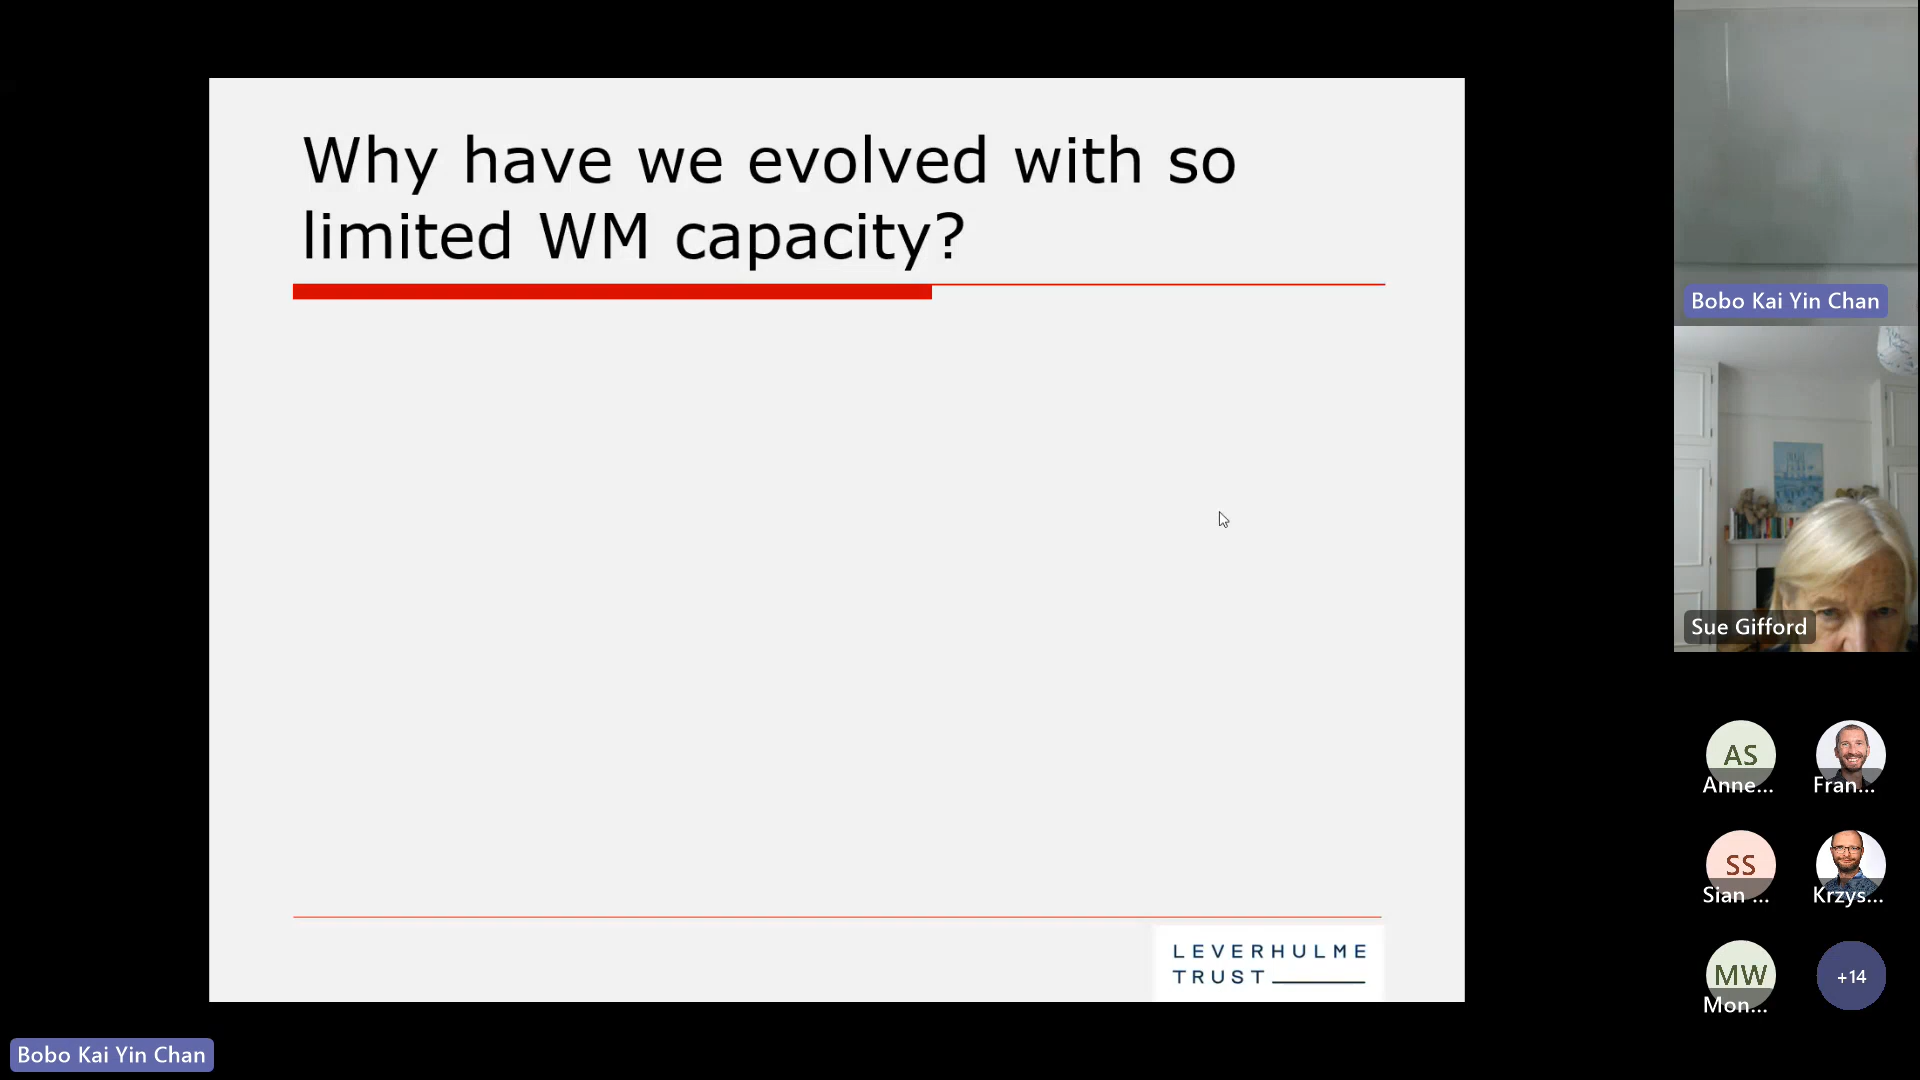 Why have we evolved with so
limited WM capacity?
LEVERHULME
TRUST
Bobo Kai Yin Chan
Sue Gifford
AS
Anne...
Fran...
SS
Sian ...
Krzys...
MW
Mon...
+14
Bobo Kai Yin Chan